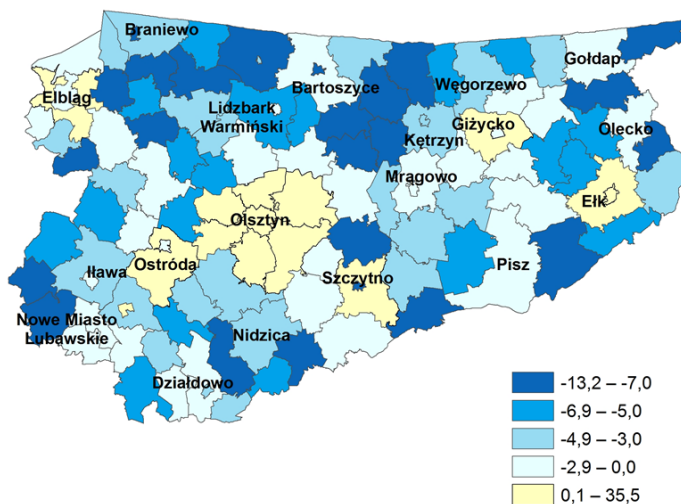 Braniewo
Gołdap
Bartoszyce
Węgorzewo
Elbląg
Lidzbark
Warmiński
Giżycko
Olecko
Kętrzyn
Mrągowo
Ełk
Olsztyn
Ostróda
Szczytno
Pisz
Iława
Nowe Miasto
Lubawskie
Nidzica
Działdowo
-13,2 – -7,0
-6,9 – -5,0
-4,9 – -3,0
-2,9 – 0,0
0,1 – 35,5